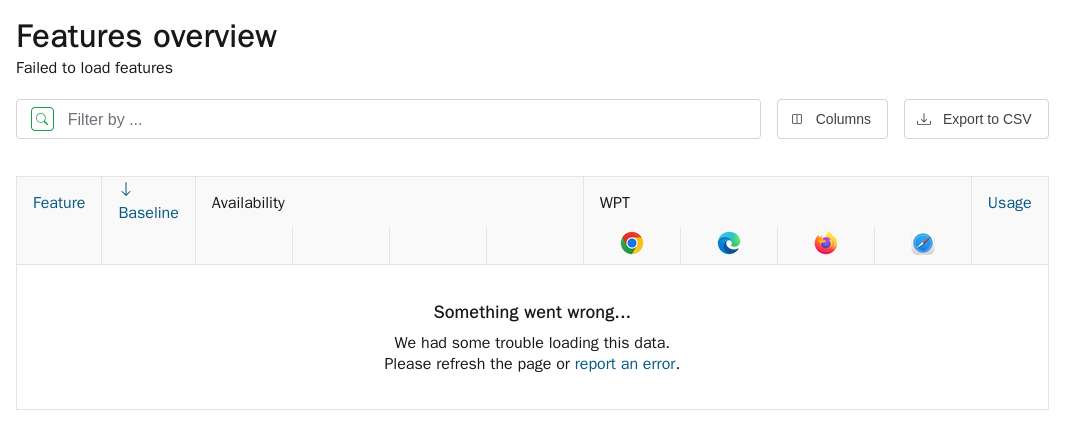 Features overview
Failed to load features
Filter by ...
Columns
Export to CSV
Feature
Baseline
Availability
WPT
Usage
Something went wrong...
We had some trouble loading this data.
Please refresh the page or report an error.